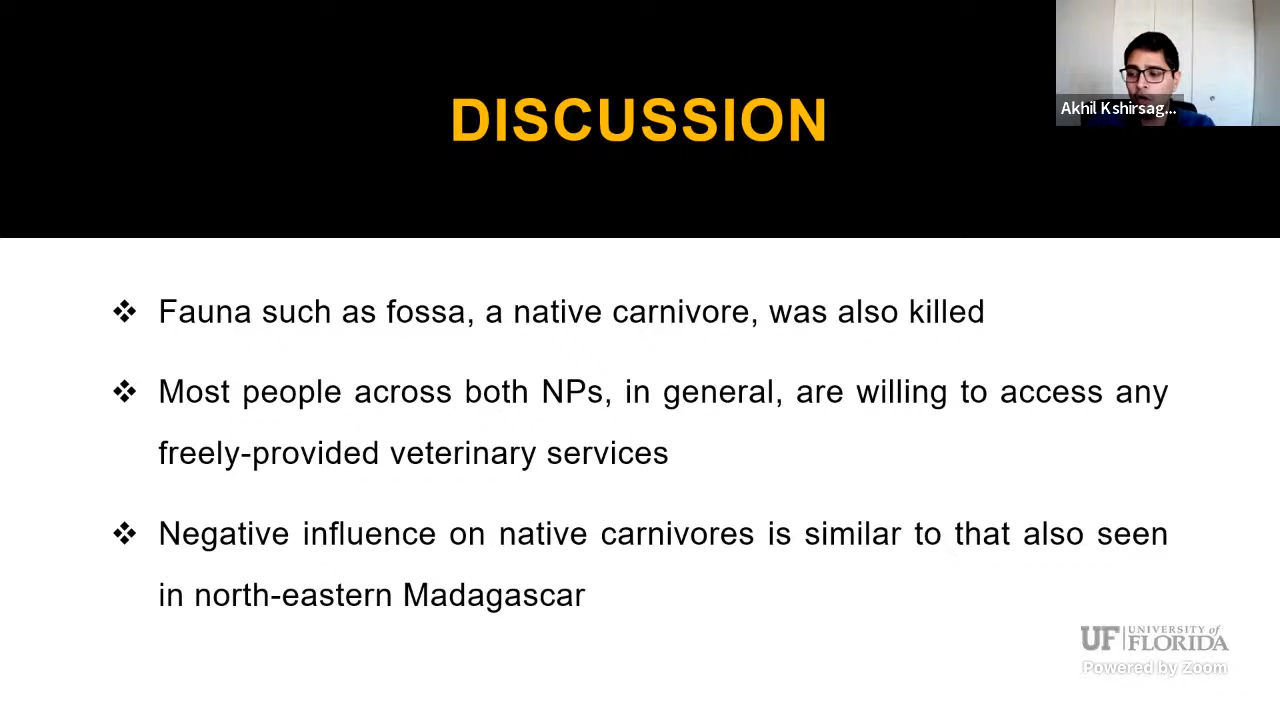 DISCUSSION
Akhil Kshirsag...
❖ Fauna such as fossa, a native carnivore, was also killed
❖ Most people across both NPs, in general, are willing to access any
freely-provided veterinary services
❖ Negative influence on native carnivores is similar to that also seen
in north-eastern Madagascar
UF UNIVERSITY of
FLORIDA
Powered by Zoom